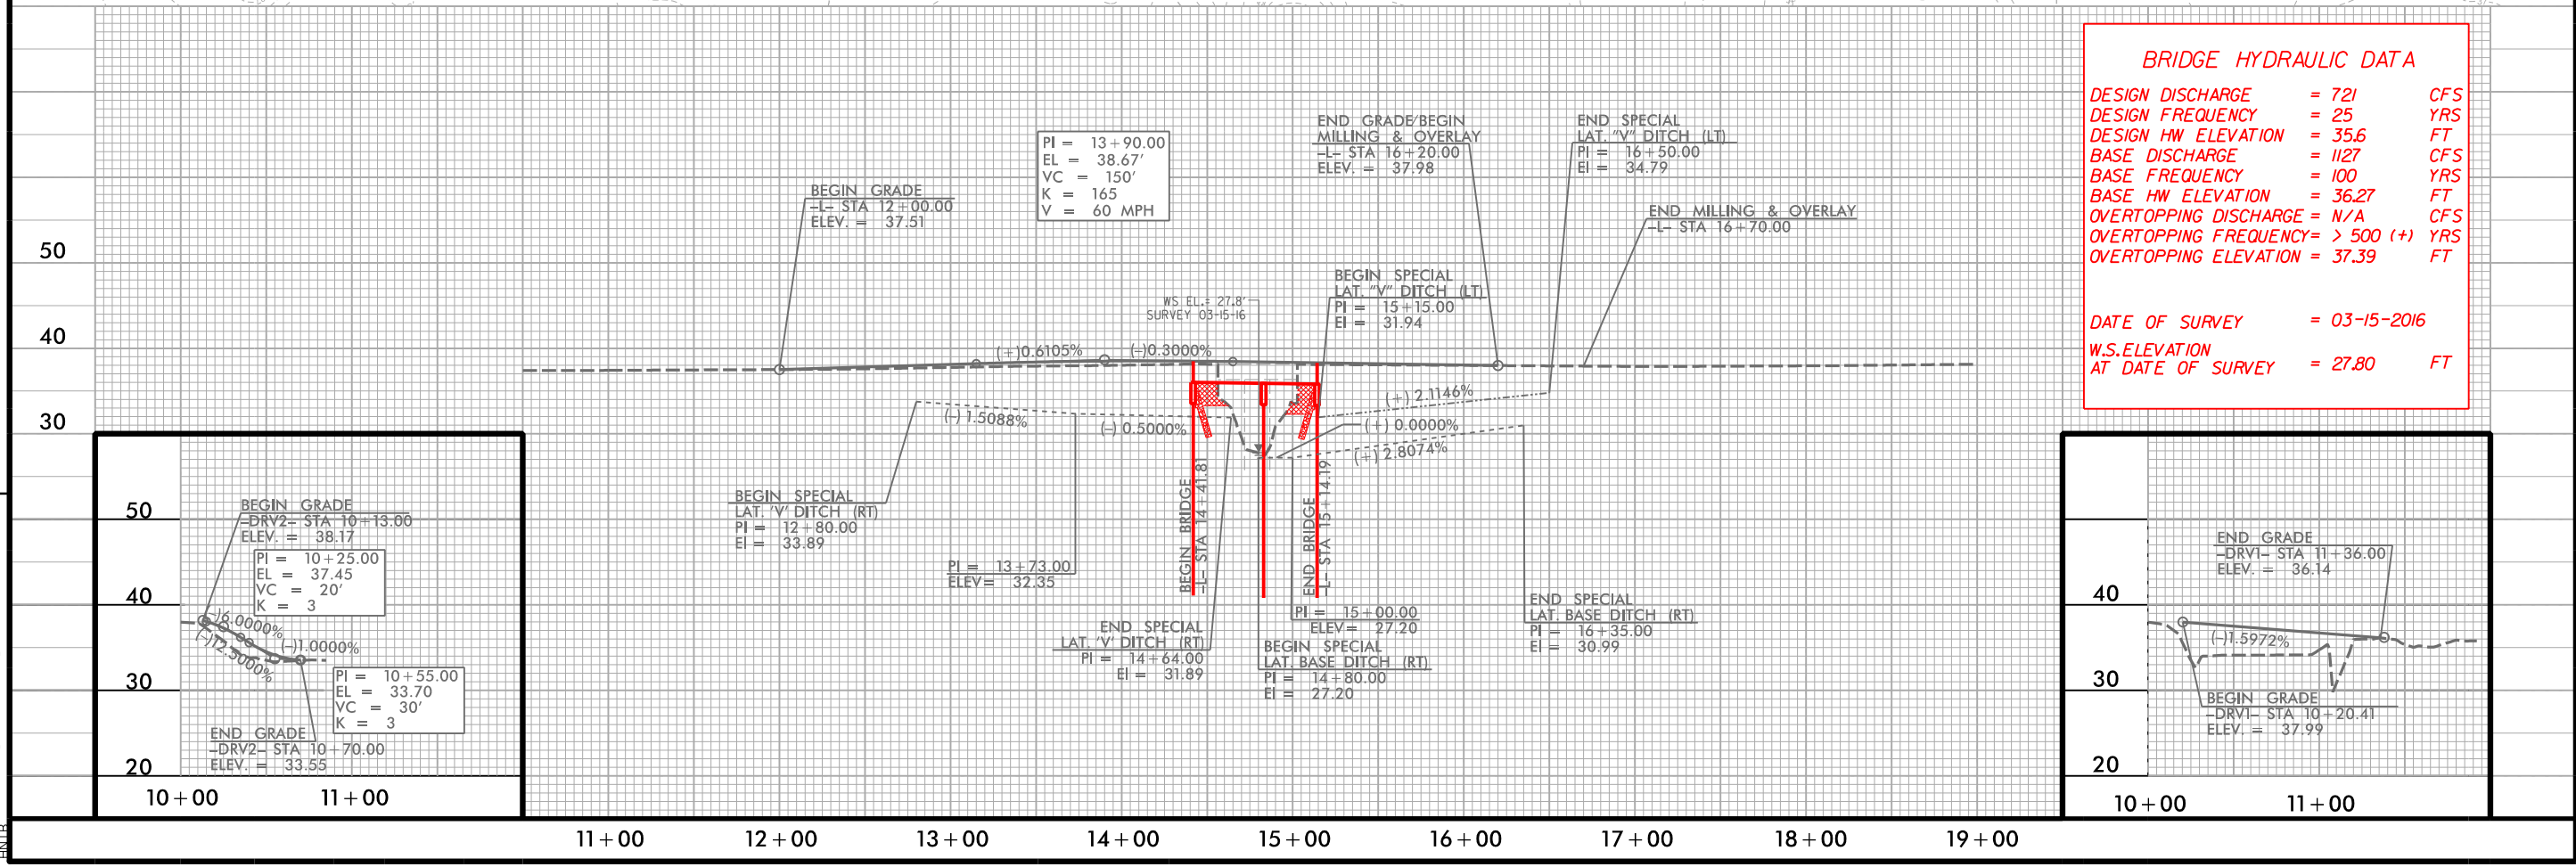 BRIDGE HYDRAULIC DATA
DESIGN DISCHARGE = 721 CFS
DESIGN FREQUENCY = 25 YRS
DESIGN HW ELEVATION = 35.6 FT
BASE DISCHARGE = 1127 CFS
BASE FREQUENCY = 100 YRS
BASE HW ELEVATION = 36.27 FT
OVERTOPPING DISCHARGE = N/A CFS
OVERTOPPING FREQUENCY = > 500 (+) YRS
OVERTOPPING ELEVATION = 37.39 FT
DATE OF SURVEY = 03-15-2016
W.S.ELEVATION
AT DATE OF SURVEY = 27.80 FT
50
40
30
BEGIN GRADE
-L- STA 12+00.00
ELEV. = 37.51
PI = 13+90.00
EL = 38.67'
VC = 150'
K = 165
V = 60 MPH
END GRADE/BEGIN
MILLING & OVERLAY
-L- STA 16+20.00
ELEV. = 37.98
END SPECIAL
LAT. "V" DITCH (LT)
PI = 16+50.00
El = 34.79
END MILLING & OVERLAY
-L- STA 16+70.00
BEGIN SPECIAL
LAT. "V" DITCH (LT)
PI = 15+15.00
El = 31.94
WS EL.= 27.8'
SURVEY 03-15-16
(+)0.6105%
(-)0.3000%
(-) 1.5088%
(-) 0.5000%
(+) 2.1146%
(+) 0.0000%
(+) 2.8074%
BEGIN SPECIAL
LAT. 'V' DITCH (RT)
PI = 12+80.00
El = 33.89
PI = 13+73.00
ELEV= 32.35
BEGIN BRIDGE
-L- STA 14+41.81
END BRIDGE
-L- STA 15+14.19
END SPECIAL
LAT. 'V' DITCH (RT)
PI = 14+64.00
El = 31.89
PI = 15+00.00
ELEV= 27.20
BEGIN SPECIAL
LAT. BASE DITCH (RT)
PI = 14+80.00
El = 27.20
END SPECIAL
LAT. BASE DITCH (RT)
PI = 16+35.00
El = 30.99
50
40
30
20
BEGIN GRADE
-DRV2- STA 10+13.00
ELEV. = 38.17
PI = 10+25.00
EL = 37.45
VC = 20'
K = 3
(-)6.0000%
(-)12.5000%
(-)1.0000%
PI = 10+55.00
EL = 33.70
VC = 30'
K = 3
END GRADE
-DRV2- STA 10+70.00
ELEV. = 33.55
10+00 11+00
40
30
20
END GRADE
-DRV1- STA 11+36.00
ELEV. = 36.14
(-)1.5972%
BEGIN GRADE
-DRV1- STA 10+20.41
ELEV. = 37.99
10+00 11+00
11+00 12+00 13+00 14+00 15+00 16+00 17+00 18+00 19+00